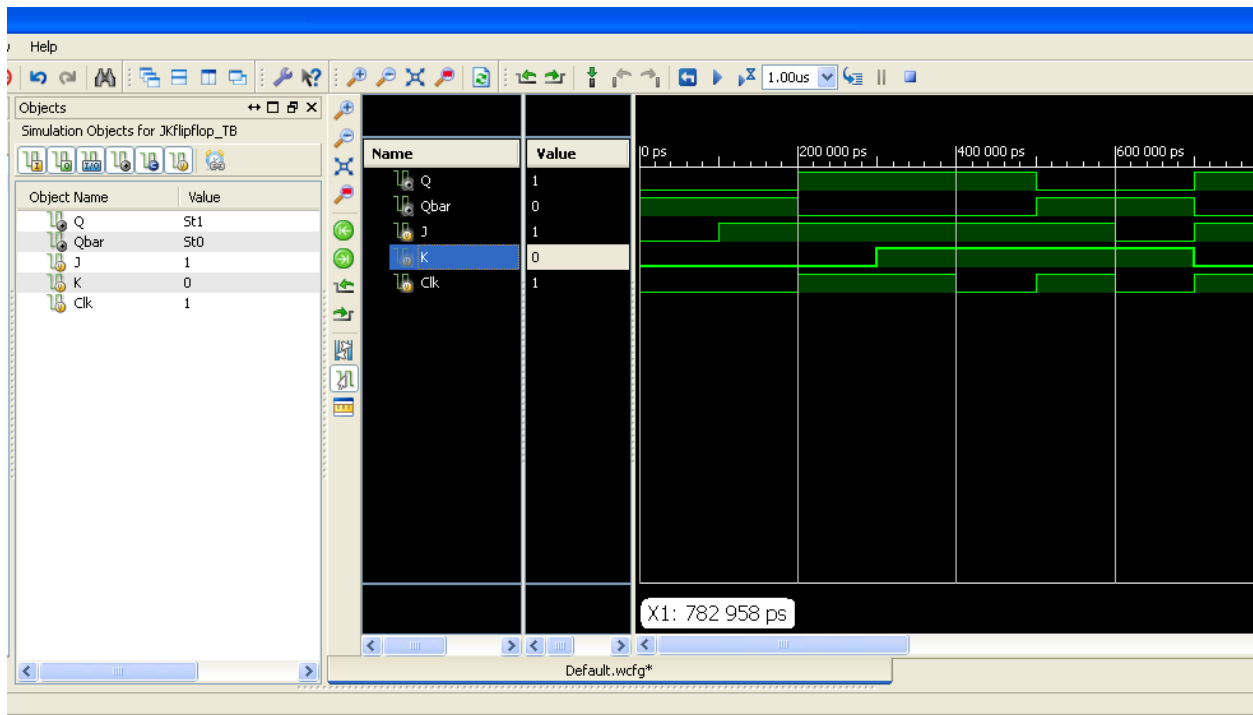 Help
1.00us
Objects
Simulation Objects for JKflipflop_TB
Object Name Value
Q St1
Qbar St0
J 1
K 0
Clk 1
Name Value
Q 1
Qbar 0
J 1
K 0
Clk 1
0 ps 200 000 ps 400 000 ps 600 000 ps
X1: 782 958 ps
Default.wcfg*